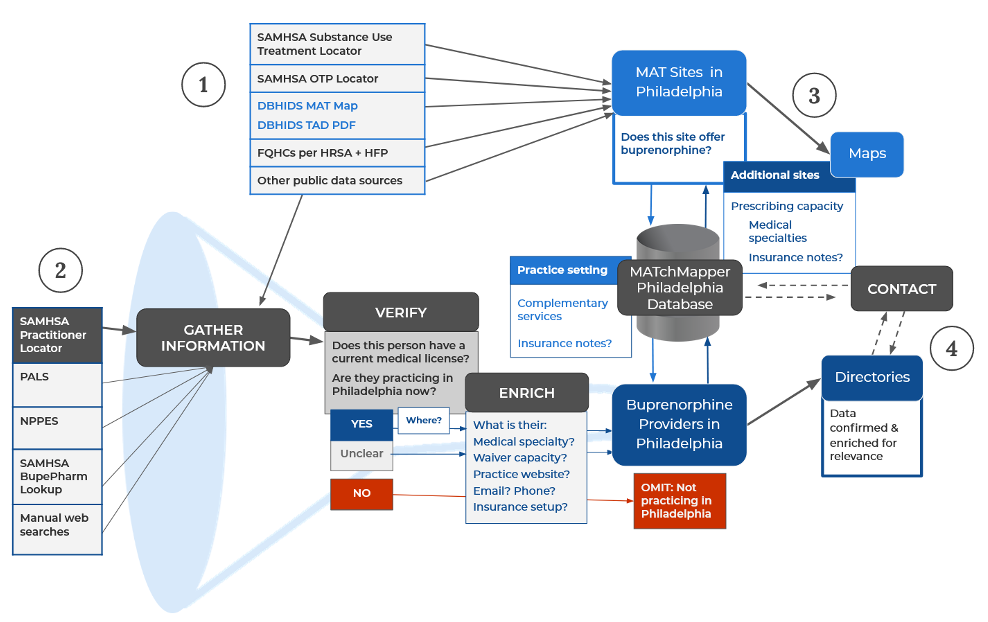 1
SAMHSA Substance Use
Treatment Locator
SAMHSA OTP Locator
DBHIDS MAT Map
DBHIDS TAD PDF
FQHCs per HRSA + HFP
Other public data sources
MAT Sites in
Philadelphia
Does this site offer
buprenorphine?
3
Maps
Additional sites
Prescribing capacity
Medical
specialties
Insurance notes?
2
SAMHSA
Practitioner
Locator
PALS
NPPES
SAMHSA
BupePharm
Lookup
Manual web
searches
GATHER
INFORMATION
VERIFY
Does this person have a
current medical license?
Are they practicing in
Philadelphia now?
YES
Where?
Unclear
NO
ENRICH
What is their:
Medical specialty?
Waiver capacity?
Practice website?
Email? Phone?
Insurance setup?
Practice setting
Complementary
services
Insurance notes?
MATchMapper
Philadelphia
Database
Buprenorphine
Providers in
Philadelphia
OMIT: Not
practicing in
Philadelphia
CONTACT
4
Directories
Data
confirmed &
enriched for
relevance